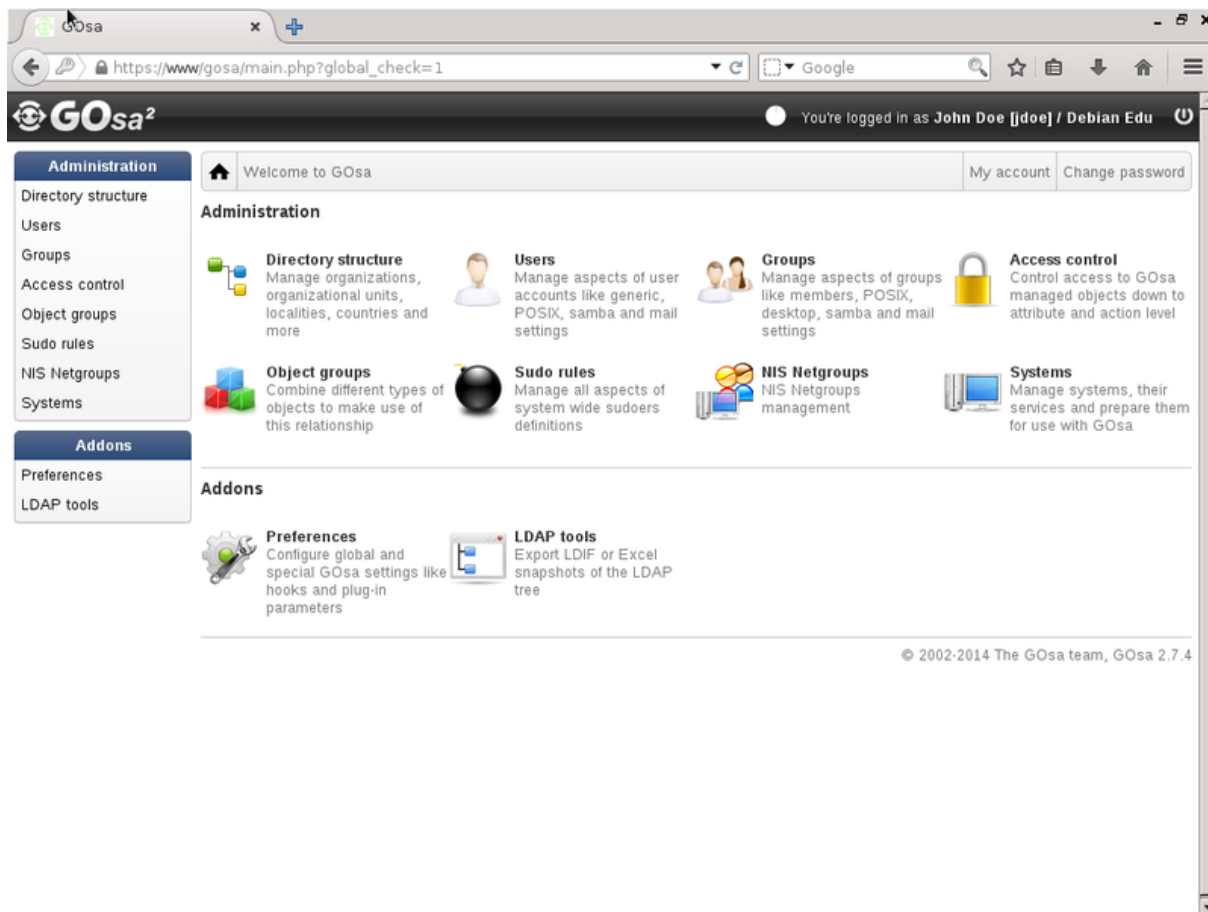 GOsa
https://www/gosa/main.php?global_check=1
Google
GOsa²
You're logged in as John Doe [jdoe] / Debian Edu
Administration
Directory structure
Users
Groups
Access control
Object groups
Sudo rules
NIS Netgroups
Systems
Addons
Preferences
LDAP tools
Welcome to GOsa
My account
Change password
Administration
Directory structure
Manage organizations,
organizational units,
localities, countries and
more
Users
Manage aspects of user
accounts like generic,
POSIX, samba and mail
settings
Groups
Manage aspects of groups
like members, POSIX,
desktop, samba and mail
settings
Access control
Control access to GOsa
managed objects down to
attribute and action level
Object groups
Combine different types of
objects to make use of
this relationship
Sudo rules
Manage all aspects of
system wide sudoers
definitions
NIS Netgroups
NIS Netgroups
management
Systems
Manage systems, their
services and prepare them
for use with GOsa
Addons
Preferences
Configure global and
special GOsa settings like
hooks and plug-in
parameters
LDAP tools
Export LDIF or Excel
snapshots of the LDAP
tree
© 2002-2014 The GOsa team, GOsa 2.7.4